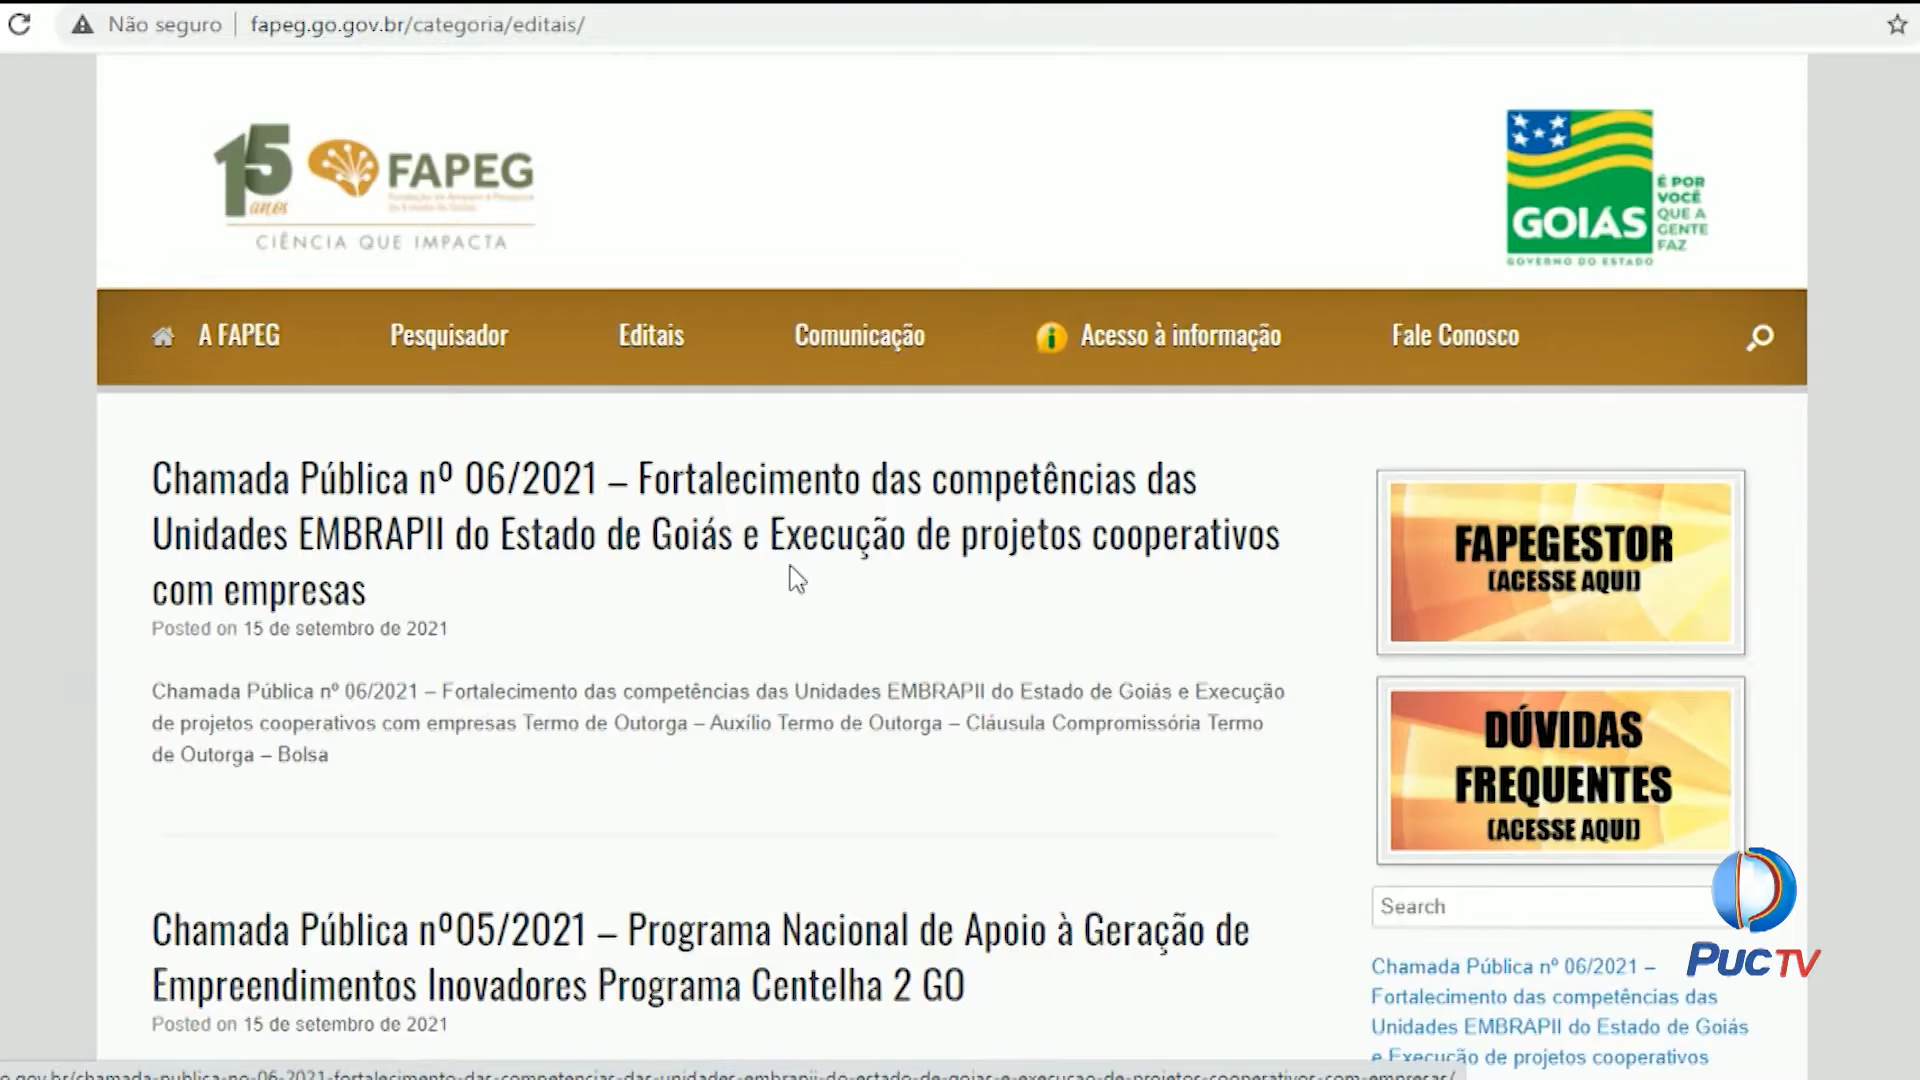 Não seguro | fapeg.go.gov.br/categoria/editais/
15 anos FAPEG
CIÊNCIA QUE IMPACTA
GOIÁS
GOVERNO DO ESTADO
É POR
VOCÊ
QUE A
GENTE
FAZ
A FAPEG Pesquisador Editais Comunicação Acesso à informação Fale Conosco
Chamada Pública nº 06/2021 – Fortalecimento das competências das
Unidades EMBRAPII do Estado de Goiás e Execução de projetos cooperativos
com empresas
Posted on 15 de setembro de 2021
Chamada Pública nº 06/2021 – Fortalecimento das competências das Unidades EMBRAPII do Estado de Goiás e Execução
de projetos cooperativos com empresas Termo de Outorga – Auxílio Termo de Outorga – Cláusula Compromissória Termo
de Outorga – Bolsa
Chamada Pública nº05/2021 – Programa Nacional de Apoio à Geração de
Empreendimentos Inovadores Programa Centelha 2 GO
Posted on 15 de setembro de 2021
FAPEGESTOR
(ACESSE AQUI)
DÚVIDAS
FREQUENTES
(ACESSE AQUI)
Search
PUC TV
Chamada Pública nº 06/2021 –
Fortalecimento das competências das
Unidades EMBRAPII do Estado de Goiás
e Execução de projetos cooperativos